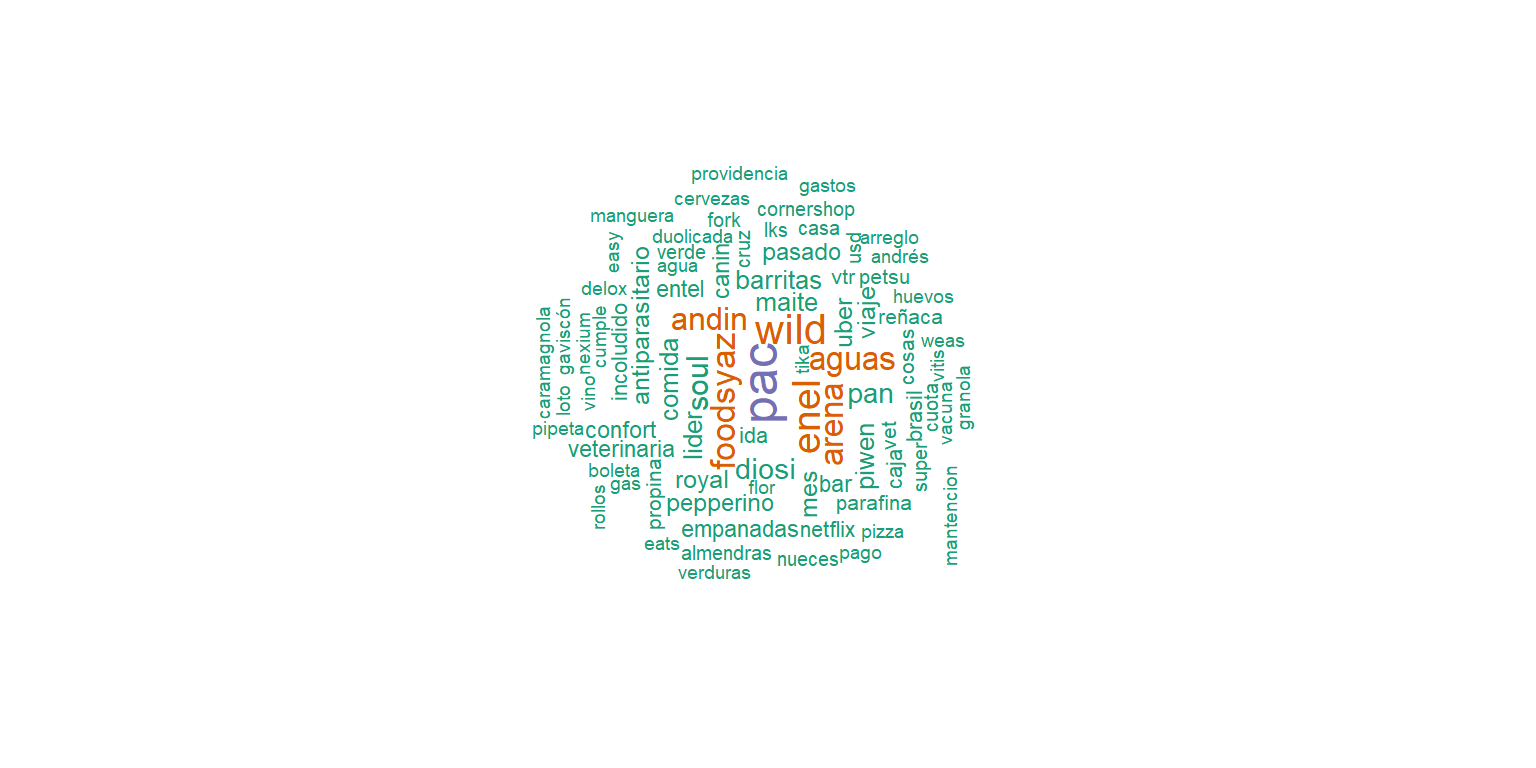 providencia
gastos
cervezas
cornershop
manguera
fork
lks
casa
duolicada
cruz
usd
arreglo
easy
verde
canin
pasado
andrés
agua
antiparasitario
barritas
vtr
petsu
delox
entel
maite
viaje
huevos
caramagnola
gaviscón
nexium
cumple
incoludido
andin
wild
uber
reñaca
comida
soul
foodsyaz
pac
tika
aguas
cosas
weas
vitis
loto
vino
enel
arena
pan
brasil
cuota
vacuna
granola
pipeta
confort
lider
ida
piwen
vet
veterinaria
caja
super
boleta
gas
propina
royal
diosi
flor
mes
bar
rollos
pepperino
parafina
mantencion
empanadas
netflix
pizza
eats
almendras
nueces
pago
verduras